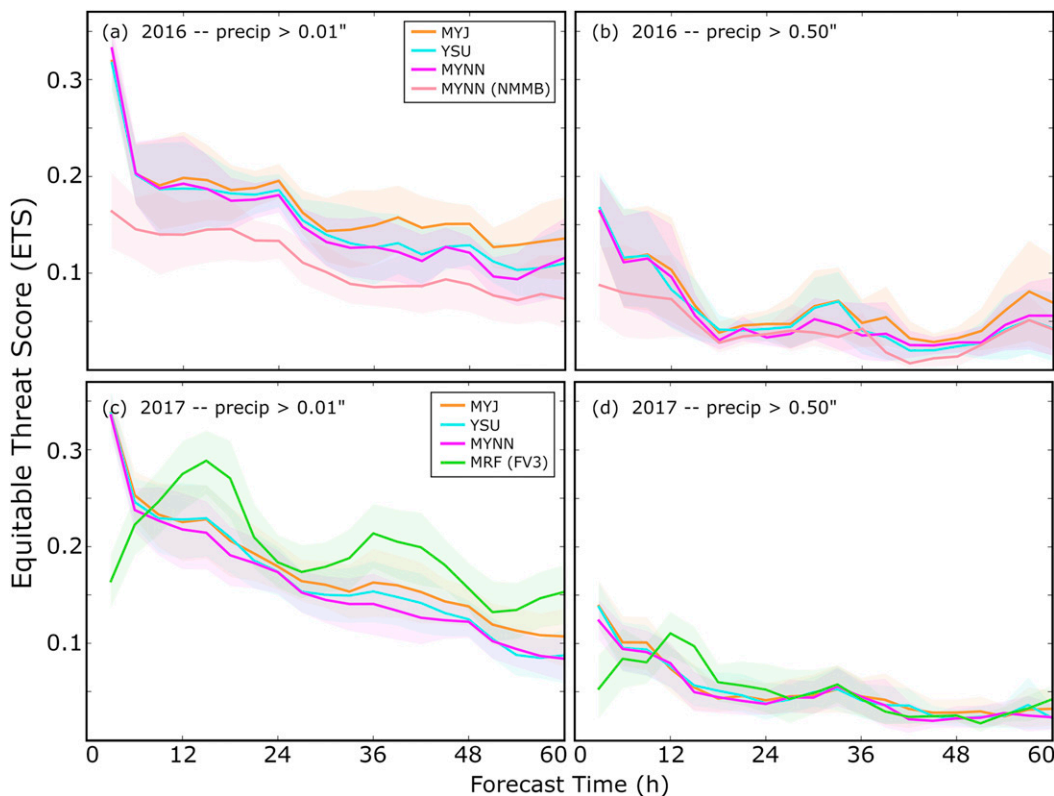 (a) 2016 -- precip > 0.01"
MYJ
YSU
MYNN
MYNN (NMMB)
(b) 2016 -- precip > 0.50"
0.3
0.2
0.1
Equitable Threat Score (ETS)
(c) 2017 -- precip > 0.01"
MYJ
YSU
MYNN
MRF (FV3)
(d) 2017 -- precip > 0.50"
0.3
0.2
0.1
0 12 24 36 48 60 12 24 36 48 60
Forecast Time (h)